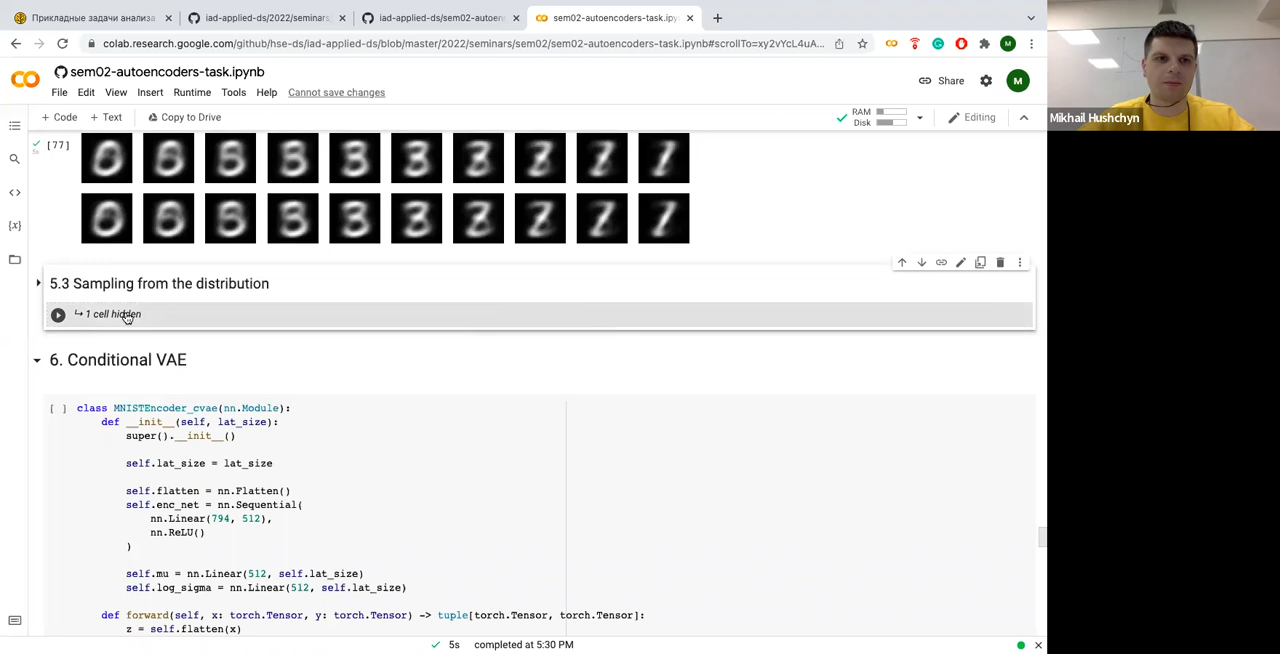 Прикладные задачи анализа
iad-applied-ds/2022/seminars
iad-applied-ds/sem02-autoen
sem02-autoencoders-task.ipyn
colab.research.google.com/github/hse-ds/iad-applied-ds/blob/master/2022/seminars/sem02/sem02-autoencoders-task.ipynb#scrollTo=xy2vYcL4uA...
M
sem02-autoencoders-task.ipynb
Share
M
File Edit View Insert Runtime Tools Help Cannot save changes
+ Code + Text Copy to Drive
RAM
Disk
Editing
Mikhail Hushchyn
[77]
5s
{x}
5.3 Sampling from the distribution
1 cell hidden
6. Conditional VAE
[ ] class MNISTEncoder_cvae(nn.Module):
def __init__(self, lat_size):
super().__init__()
self.lat_size = lat_size
self.flatten = nn.Flatten()
self.enc_net = nn.Sequential(
nn.Linear(794, 512),
nn.ReLU()
)
self.mu = nn.Linear(512, self.lat_size)
self.log_sigma = nn.Linear(512, self.lat_size)
def forward(self, x: torch.Tensor, y: torch.Tensor) -> tuple[torch.Tensor, torch.Tensor]:
z = self.flatten(x)
5s completed at 5:30 PM